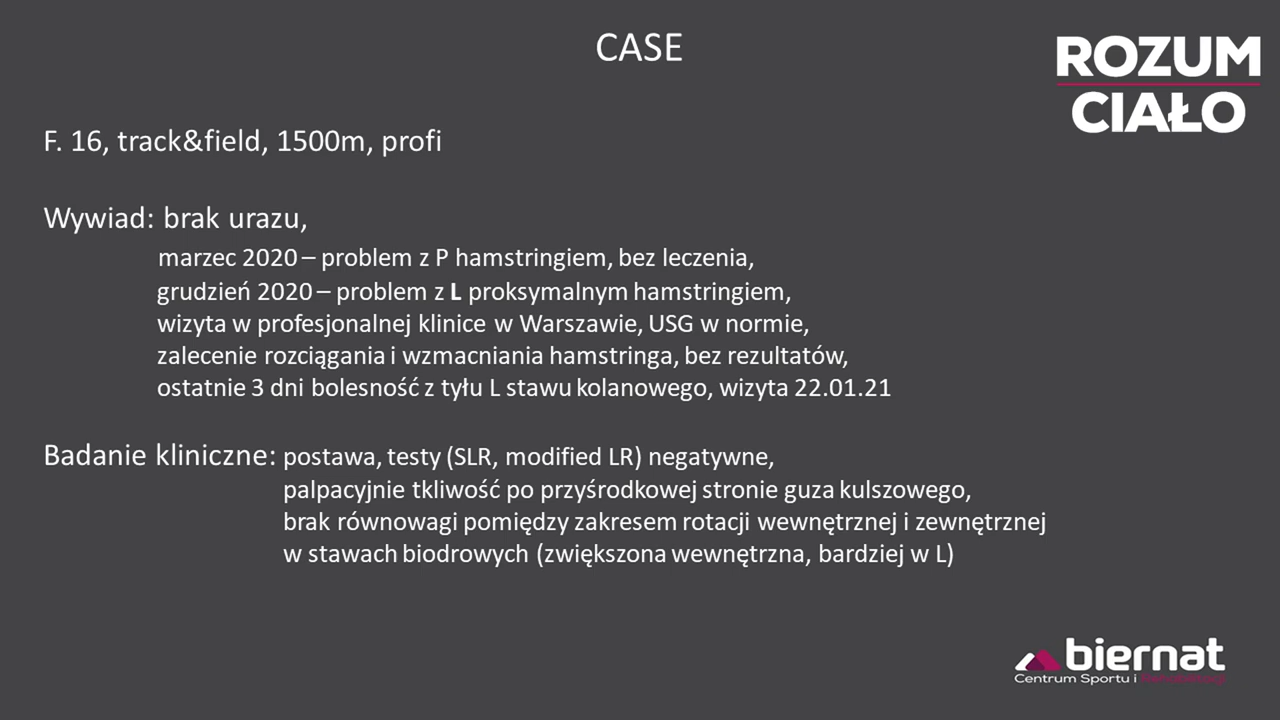 CASE
ROZUM
CIAŁO
F. 16, track&field, 1500m, profi
Wywiad: brak urazu,
marzec 2020 – problem z P hamstringiem, bez leczenia,
grudzień 2020 – problem z L proksymalnym hamstringiem,
wizyta w profesjonalnej klinice w Warszawie, USG w normie,
zalecenie rozciągania i wzmacniania hamstringa, bez rezultatów,
ostatnie 3 dni bolesność z tyłu L stawu kolanowego, wizyta 22.01.21
Badanie kliniczne: postawa, testy (SLR, modified LR) negatywne,
palpacyjnie tkliwość po przyśrodkowej stronie guza kulszowego,
brak równowagi pomiędzy zakresem rotacji wewnętrznej i zewnętrznej
w stawach biodrowych (zwiększona wewnętrzna, bardziej w L)
biernat
Centrum Sportu i